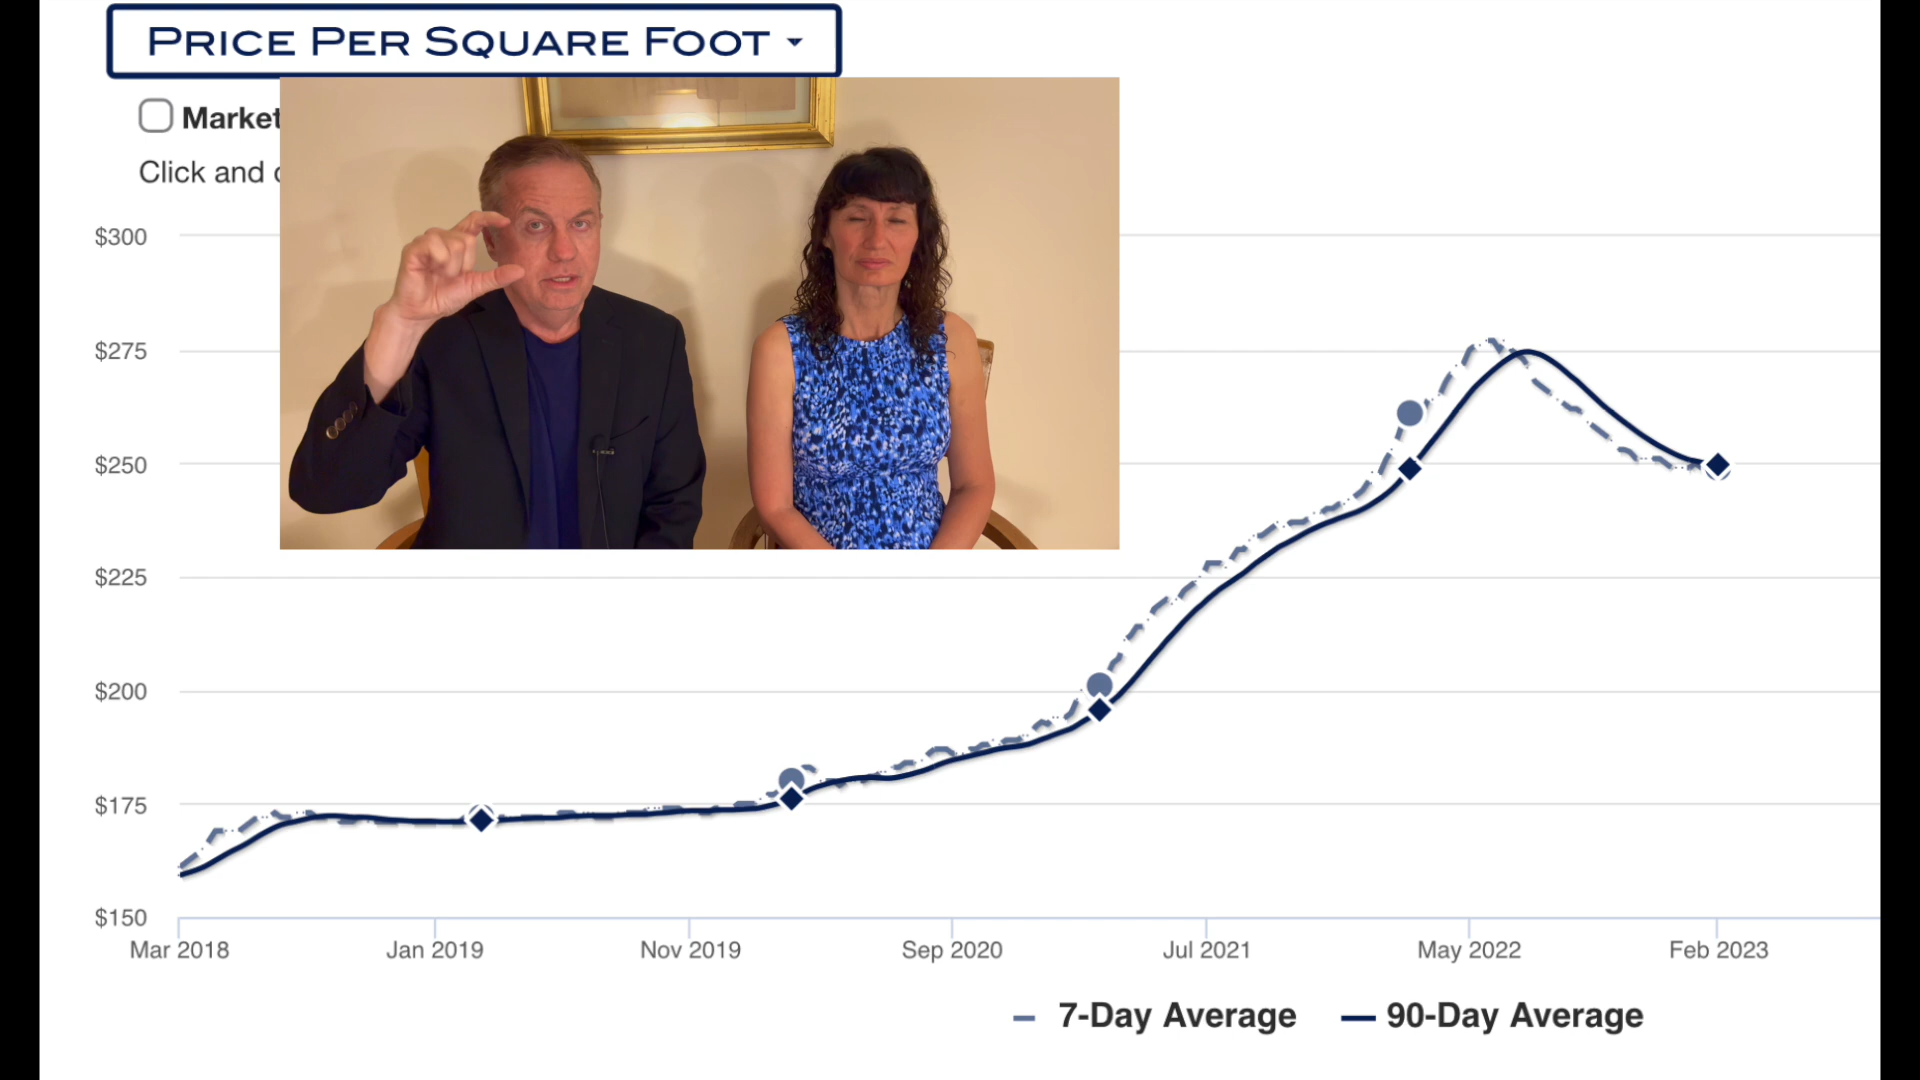 PRICE PER SQUARE FOOT
Market
Click and
$300
$275
$250
$225
$200
$175
$150
Mar 2018 Jan 2019 Nov 2019 Sep 2020 Jul 2021 May 2022 Feb 2023
7-Day Average 90-Day Average